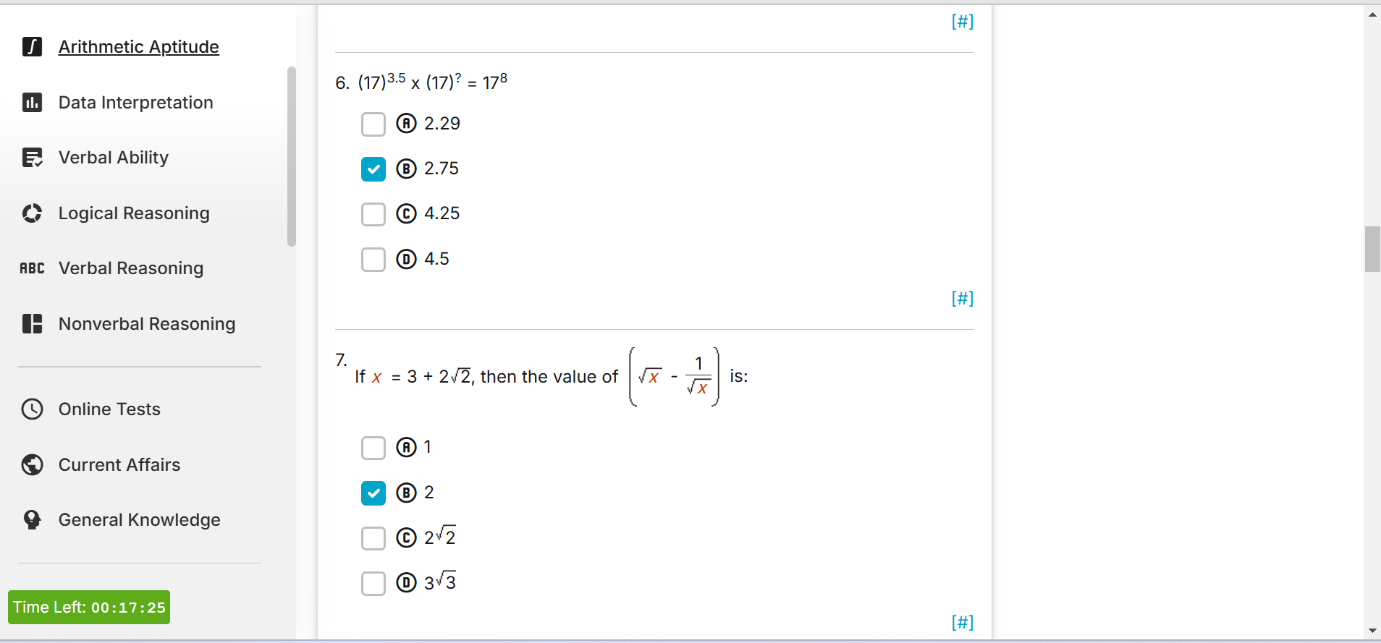 Arithmetic Aptitude
Data Interpretation
Verbal Ability
Logical Reasoning
ABC Verbal Reasoning
Nonverbal Reasoning
Online Tests
Current Affairs
General Knowledge
Time Left: 00:17:25
[#]
6. (17)³·⁵ x (17)^? = 17⁸
A 2.29
B 2.75
C 4.25
D 4.5
[#]
7. If x = 3 + 2√2, then the value of (√x - 1/√x) is:
A 1
B 2
C 2√2
D 3√3
[#]